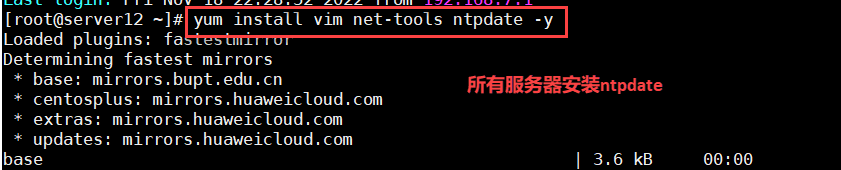 Last login: Fri Nov 18 22:28:52 2022 from 192.168.7.1
[root@server12 ~]# yum install vim net-tools ntpdate -y
Loaded plugins: fastestmirror
Determining fastest mirrors
* base: mirrors.bupt.edu.cn
所有服务器安装ntpdate
* centosplus: mirrors.huaweicloud.com
* extras: mirrors.huaweicloud.com
* updates: mirrors.huaweicloud.com
base | 3.6 kB 00:00